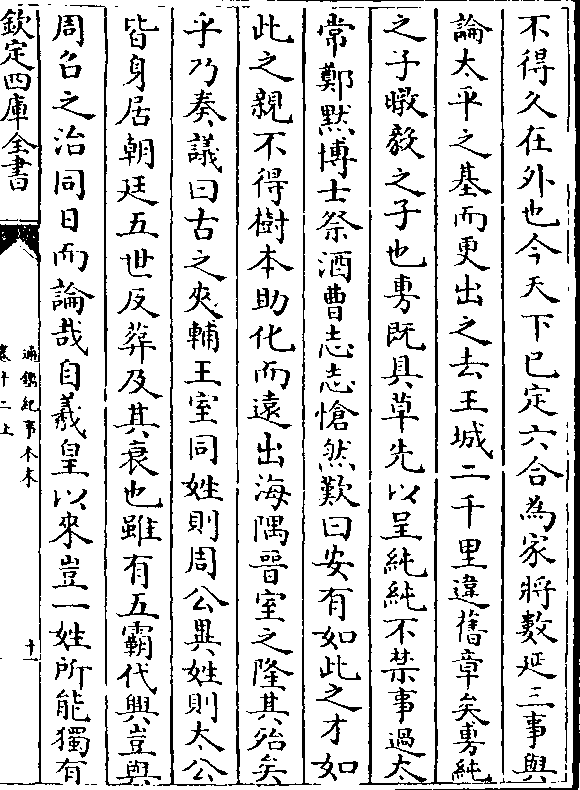 不得久在外也今天下已定六合為家將數延三事與
論太平之基而更出之去王城二千里違舊章矣旉純
之子暾毅之子也旉既具草先以呈純純不禁事過太
常鄭默博士祭酒曹志志愴然歎曰安有如此之才如
此之親不得樹本助化而遠出海隅晉室之隆其殆矣
乎乃奏議曰古之夾輔王室同姓則周公異姓則太公
皆身居朝廷五世反葬及其衰也雖有五霸代興豈與
周召之治同日而論哉自羲皇以來豈一姓所能獨有
欽定四庫全書
通鑑紀事本末
卷十二上
十一